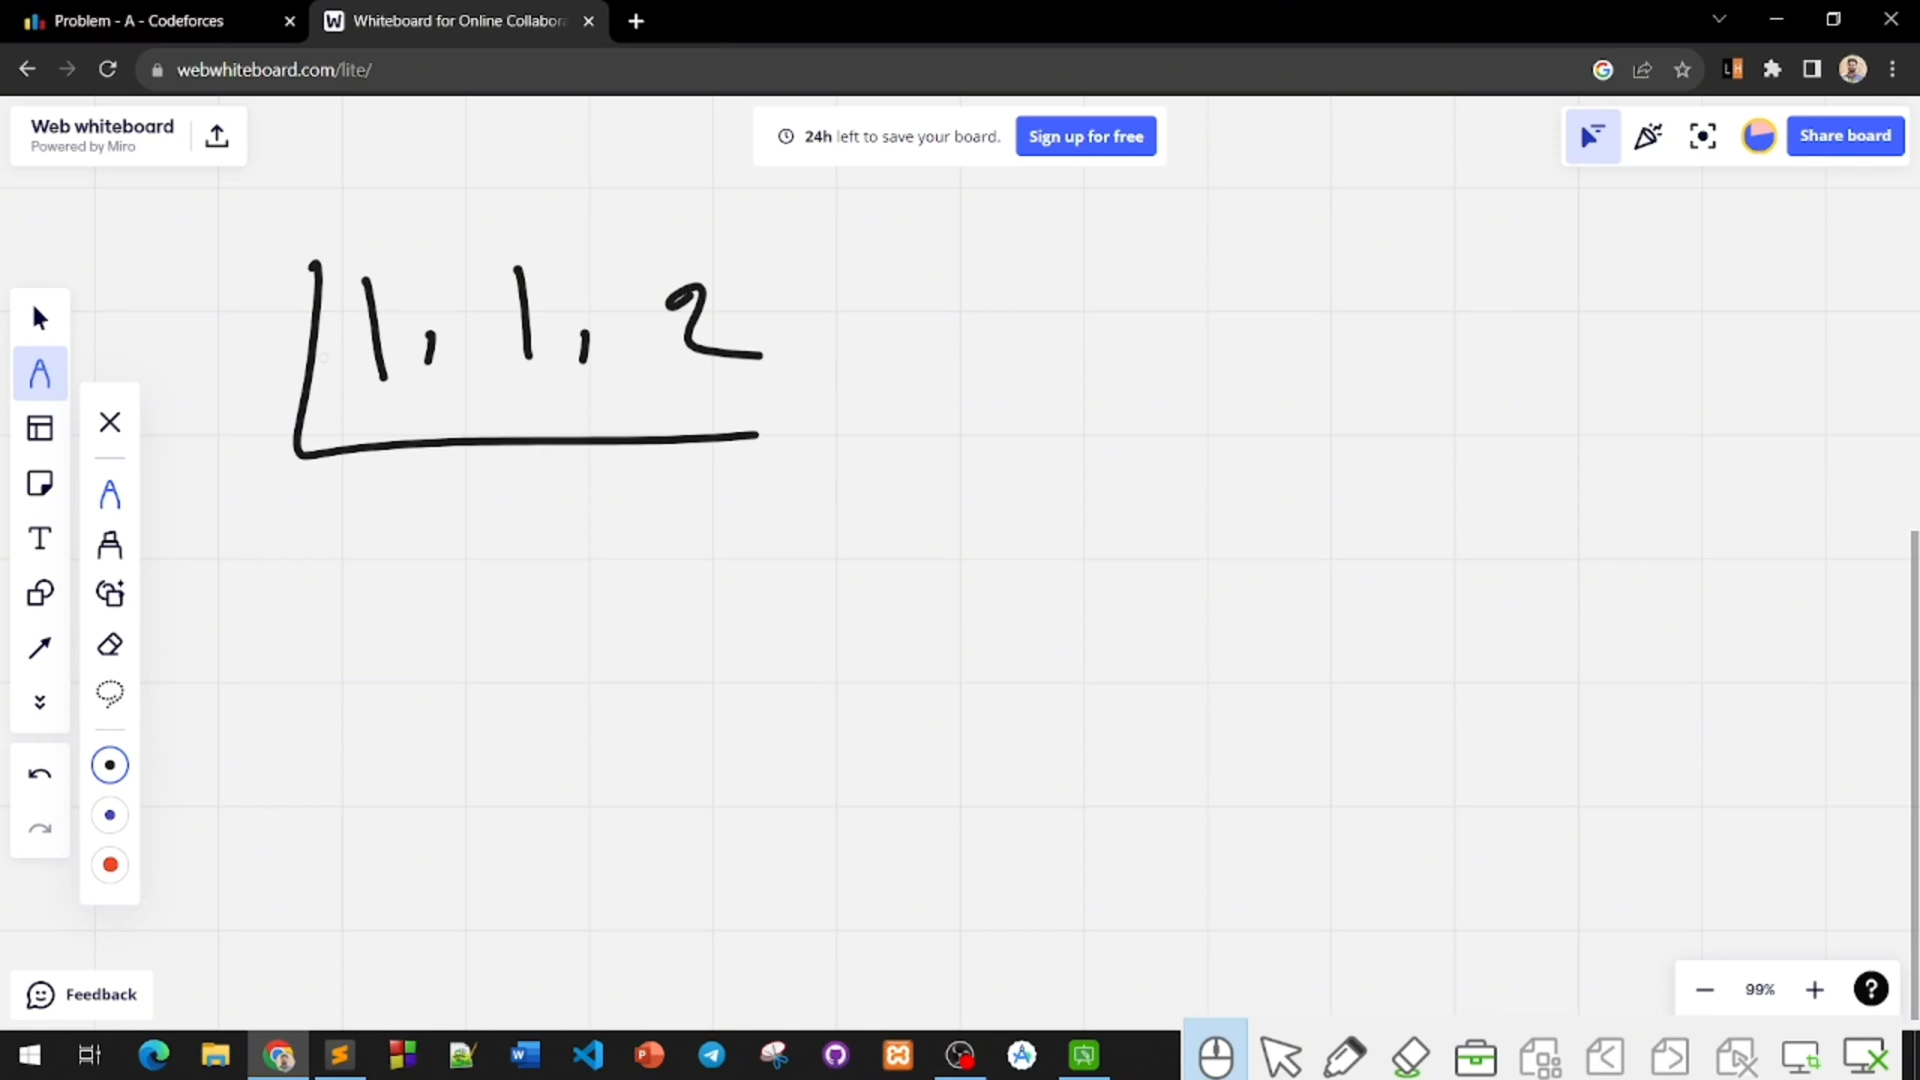 Problem - A - Codeforces
Whiteboard for Online Collabora
webwhiteboard.com/lite/
Web whiteboard
Powered by Miro
24h left to save your board.
Sign up for free
Share board
1, 1, 2
Feedback
99%